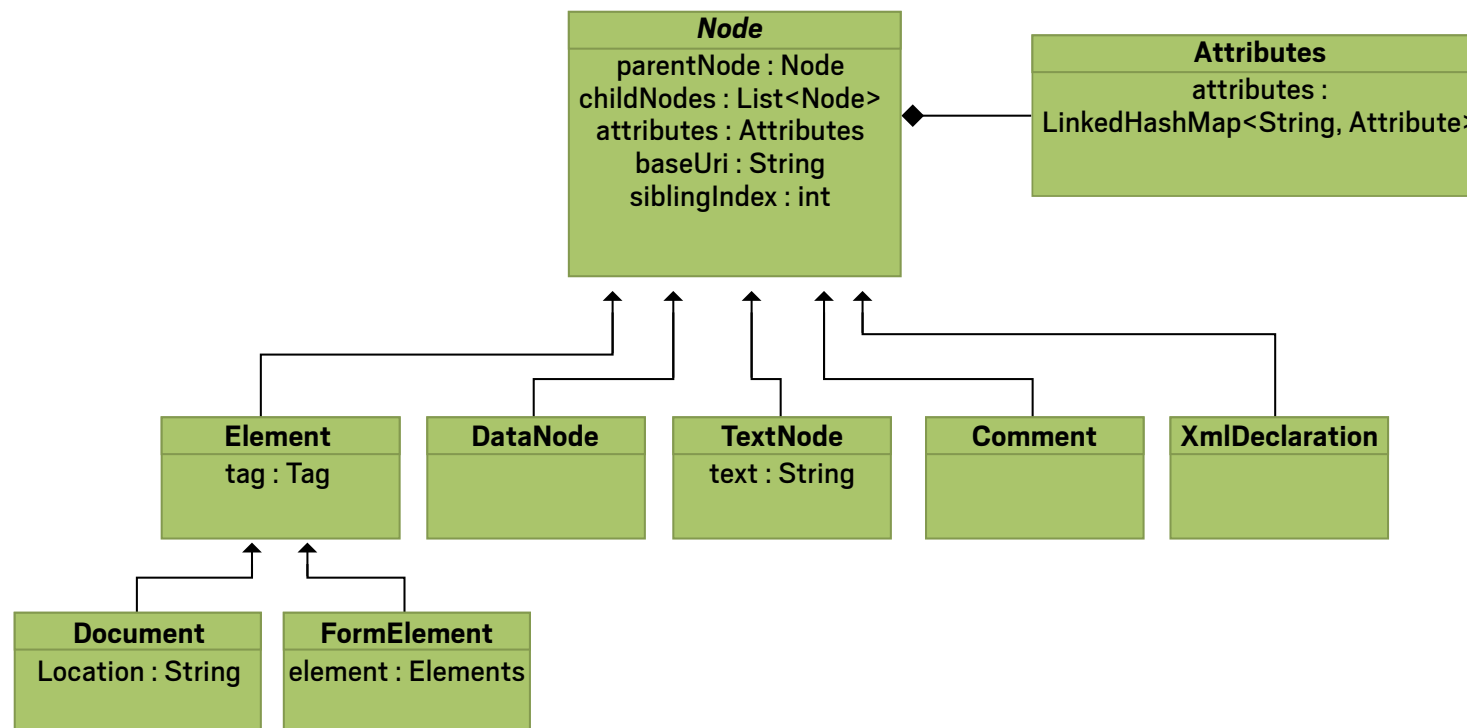 Node
parentNode : Node
childNodes : List<Node>
attributes : Attributes
baseUri : String
siblingIndex : int
Attributes
attributes :
LinkedHashMap<String, Attribute>
Element
tag : Tag
DataNode
TextNode
text : String
Comment
XmlDeclaration
Document
Location : String
FormElement
element : Elements